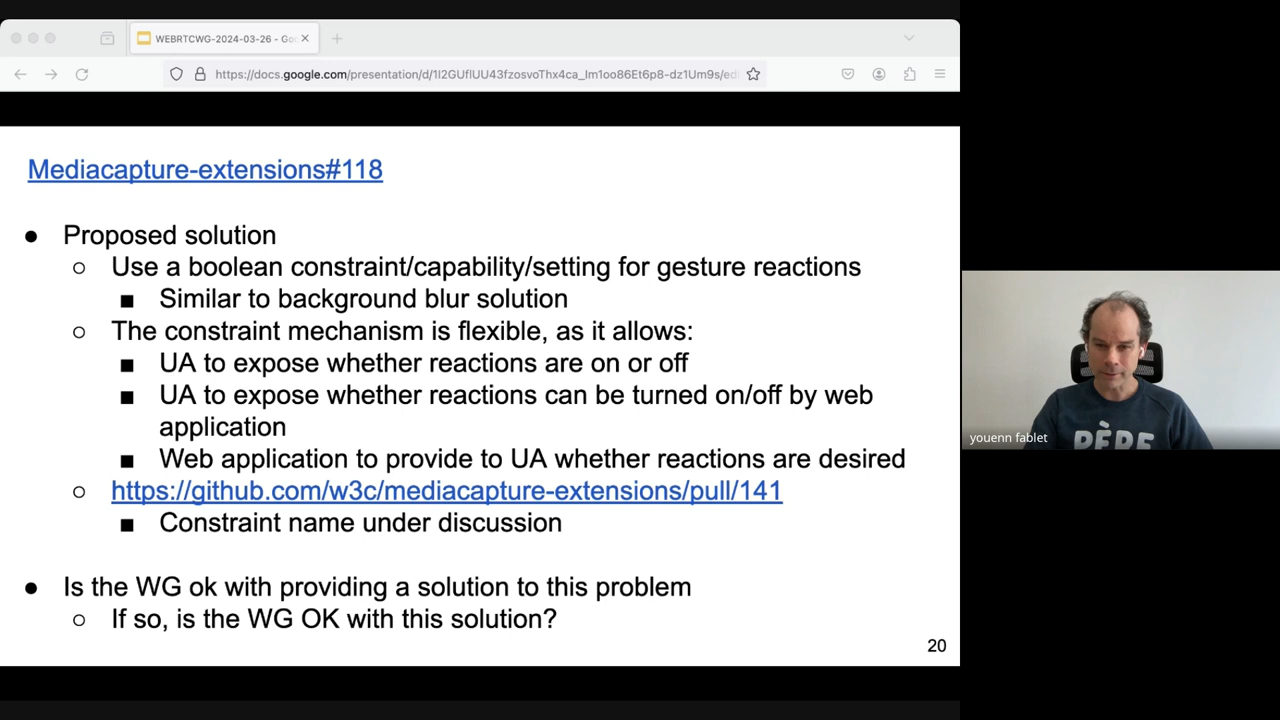 WEBRTCWG-2024-03-26 - Go
https://docs.google.com/presentation/d/1I2GUflUU43fzosvoThx4ca_Im1oo86Et6p8-dz1Um9s/edi
Mediacapture-extensions#118
● Proposed solution
○ Use a boolean constraint/capability/setting for gesture reactions
■ Similar to background blur solution
○ The constraint mechanism is flexible, as it allows:
■ UA to expose whether reactions are on or off
■ UA to expose whether reactions can be turned on/off by web
application
■ Web application to provide to UA whether reactions are desired
○ https://github.com/w3c/mediacapture-extensions/pull/141
■ Constraint name under discussion
● Is the WG ok with providing a solution to this problem
○ If so, is the WG OK with this solution?
20
youenn fablet
PÈRE